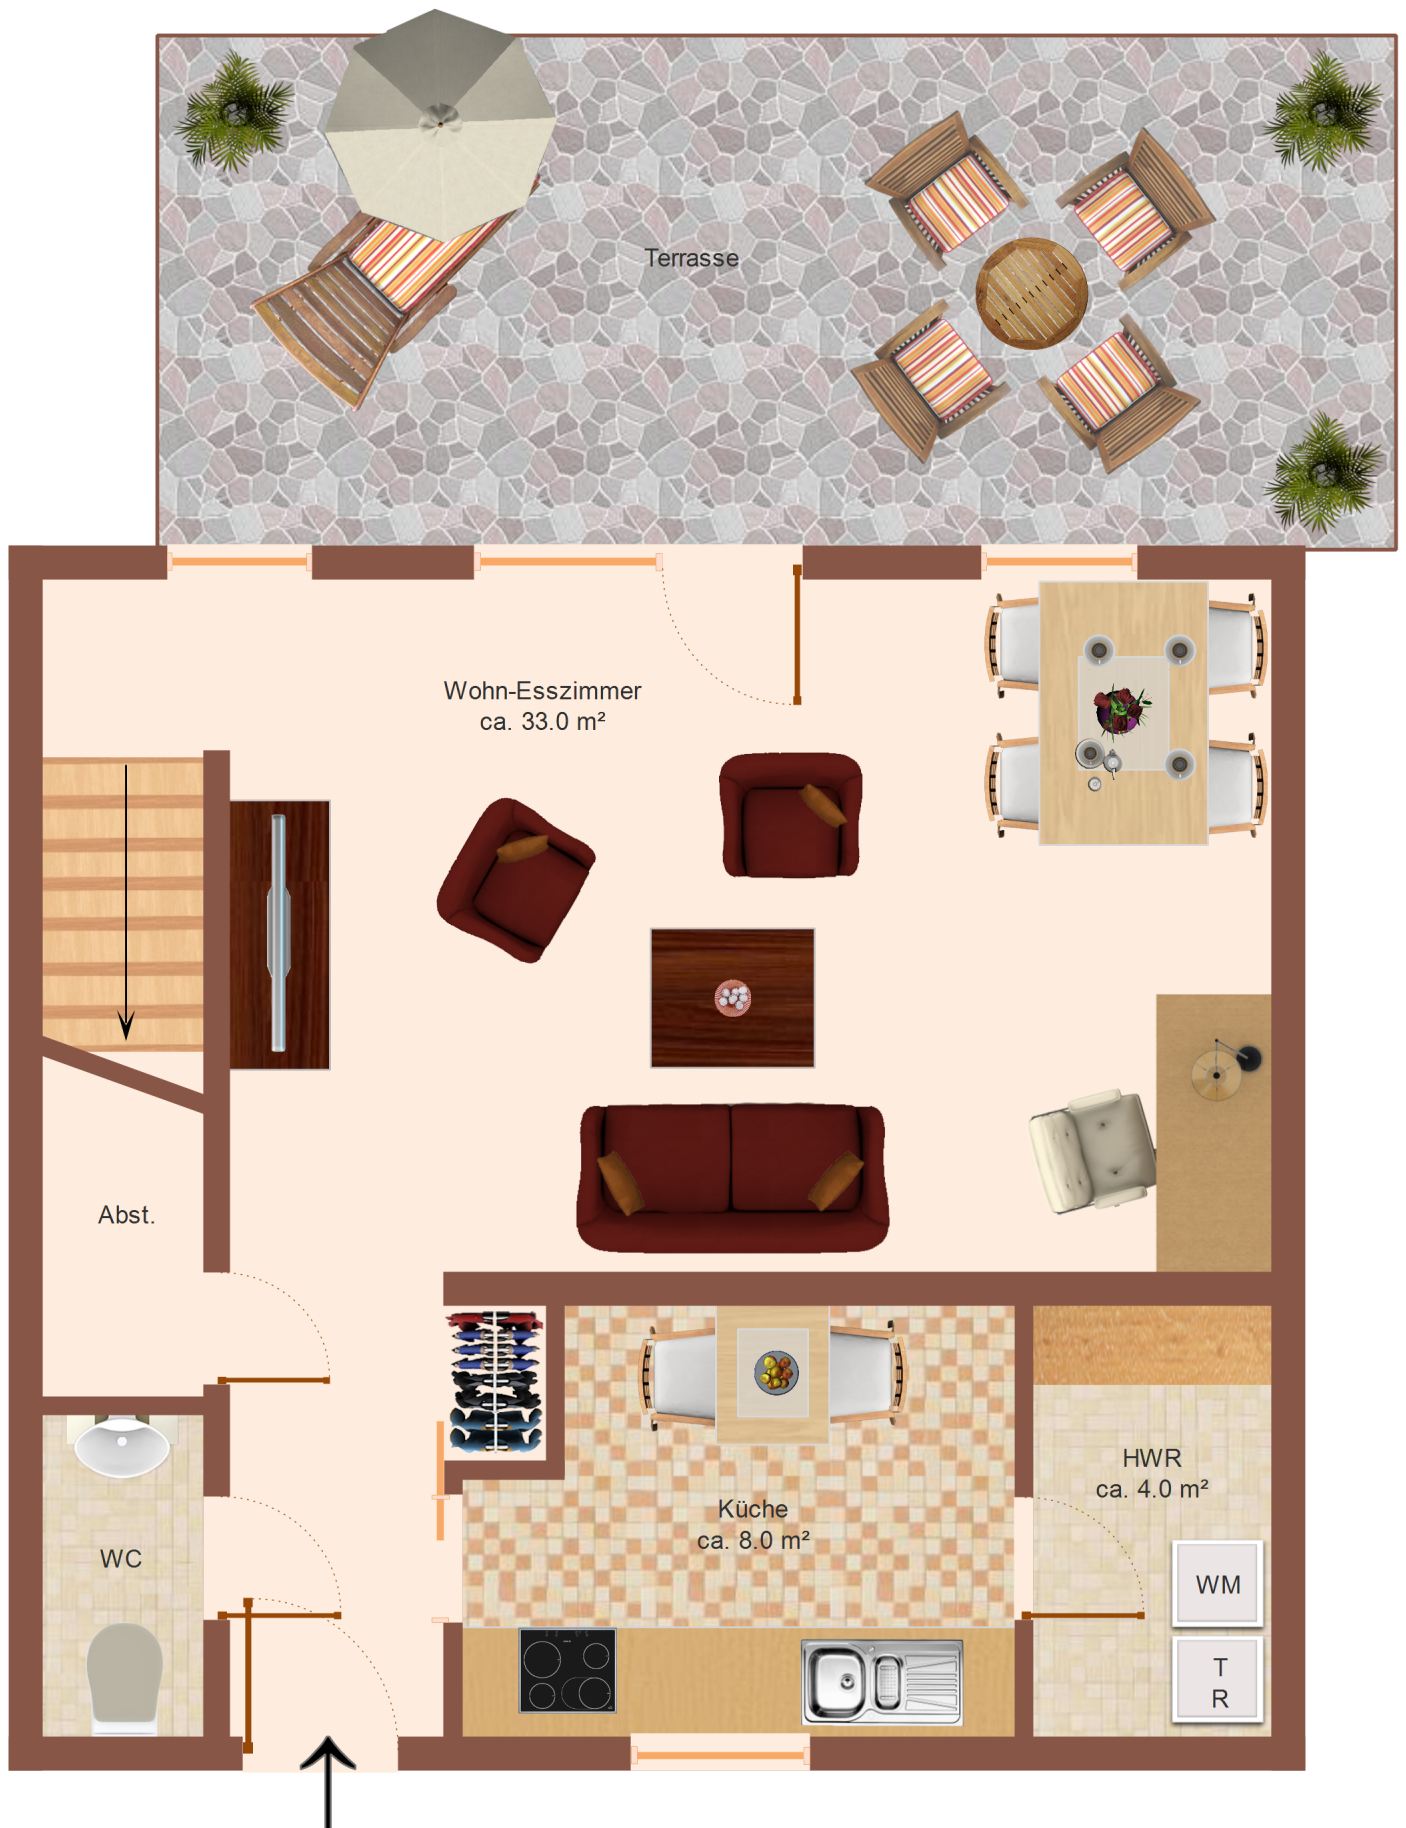 Terrasse
Wohn-Esszimmer
ca. 33.0 m²
Abst.
HWR
ca. 4.0 m²
Küche
ca. 8.0 m²
WC
WM
T
R